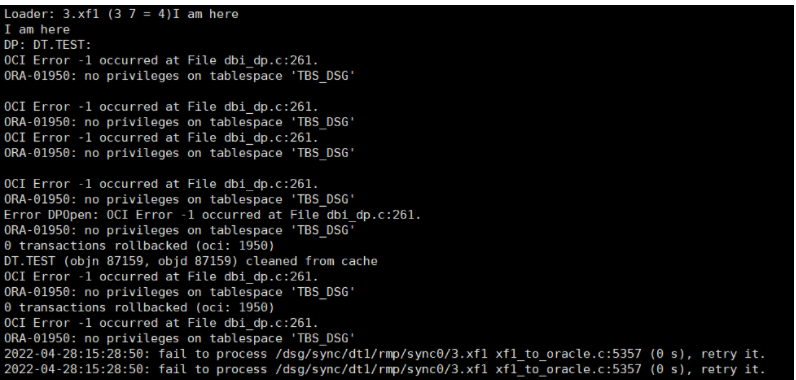 Loader: 3.xf1 (3 7 = 4)I am here
I am here
DP: DT.TEST:
OCI Error -1 occurred at File dbi_dp.c:261.
ORA-01950: no privileges on tablespace 'TBS_DSG'
OCI Error -1 occurred at File dbi_dp.c:261.
ORA-01950: no privileges on tablespace 'TBS_DSG'
OCI Error -1 occurred at File dbi_dp.c:261.
ORA-01950: no privileges on tablespace 'TBS_DSG'
OCI Error -1 occurred at File dbi_dp.c:261.
ORA-01950: no privileges on tablespace 'TBS_DSG'
Error DPOpen: OCI Error -1 occurred at File dbi_dp.c:261.
ORA-01950: no privileges on tablespace 'TBS_DSG'
0 transactions rollbacked (oci: 1950)
DT.TEST (objn 87159, objd 87159) cleaned from cache
OCI Error -1 occurred at File dbi_dp.c:261.
ORA-01950: no privileges on tablespace 'TBS_DSG'
0 transactions rollbacked (oci: 1950)
OCI Error -1 occurred at File dbi_dp.c:261.
ORA-01950: no privileges on tablespace 'TBS_DSG'
2022-04-28:15:28:50: fail to process /dsg/sync/dt1/rmp/sync0/3.xf1 xf1_to_oracle.c:5357 (0 s), retry it.
2022-04-28:15:28:50: fail to process /dsg/sync/dt1/rmp/sync0/3.xf1 xf1_to_oracle.c:5357 (0 s), retry it.